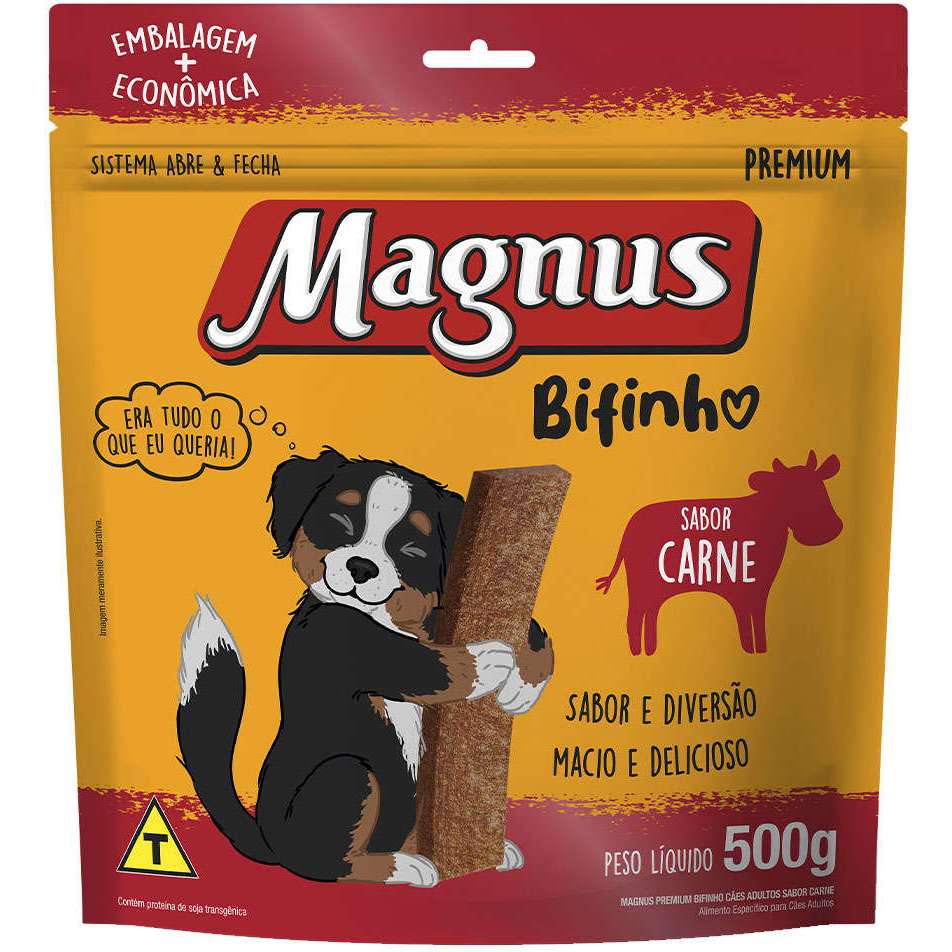 EMBALAGEM
+
ECONÔMICA
SISTEMA ABRE & FECHA
PREMIUM
Magnus
Bifinho
ERA TUDO O
QUE EU QUERIA!
SABOR
CARNE
Imagem meramente ilustrativa.
SABOR E DIVERSÃO
MACIO E DELICIOSO
T
PESO LÍQUIDO 500g
MAGNUS PREMIUM BIFINHO CÃES ADULTOS SABOR CARNE
Alimento Específico para Cães Adultos
Contém proteína de soja transgênica